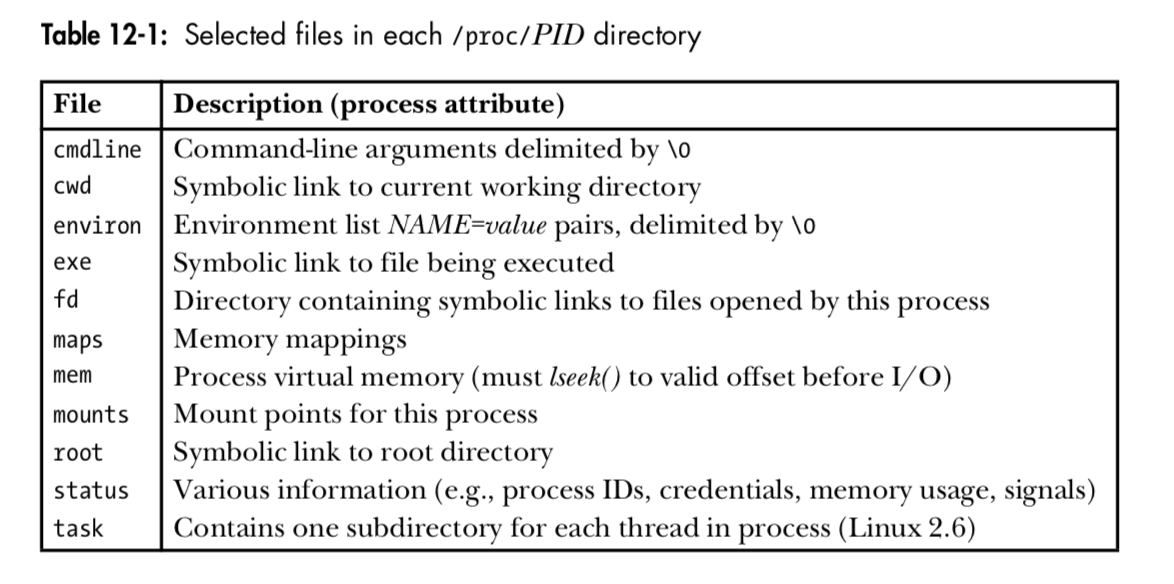 Table 12-1: Selected files in each /proc/PID directory
File Description (process attribute)
cmdline Command-line arguments delimited by \0
cwd Symbolic link to current working directory
environ Environment list NAME=value pairs, delimited by \0
exe Symbolic link to file being executed
fd Directory containing symbolic links to files opened by this process
maps Memory mappings
mem Process virtual memory (must lseek() to valid offset before I/O)
mounts Mount points for this process
root Symbolic link to root directory
status Various information (e.g., process IDs, credentials, memory usage, signals)
task Contains one subdirectory for each thread in process (Linux 2.6)